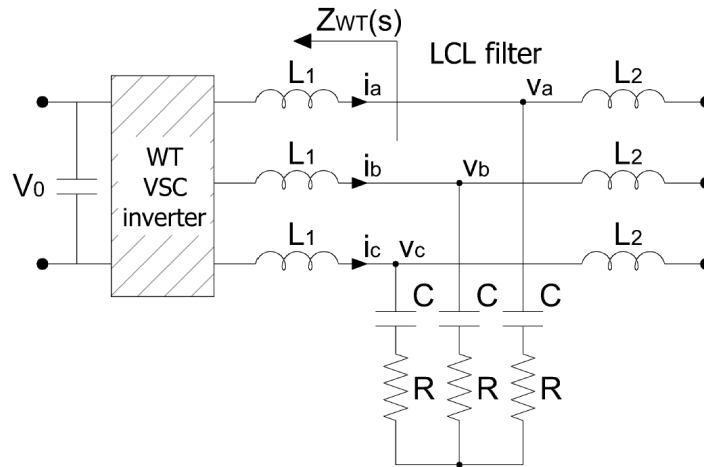 ZWT(s)
LCL filter
L1
ia
va
L2
WT
VSC
inverter
V0
L1
ib
vb
L2
L1
ic
vc
L2
C
C
C
R
R
R